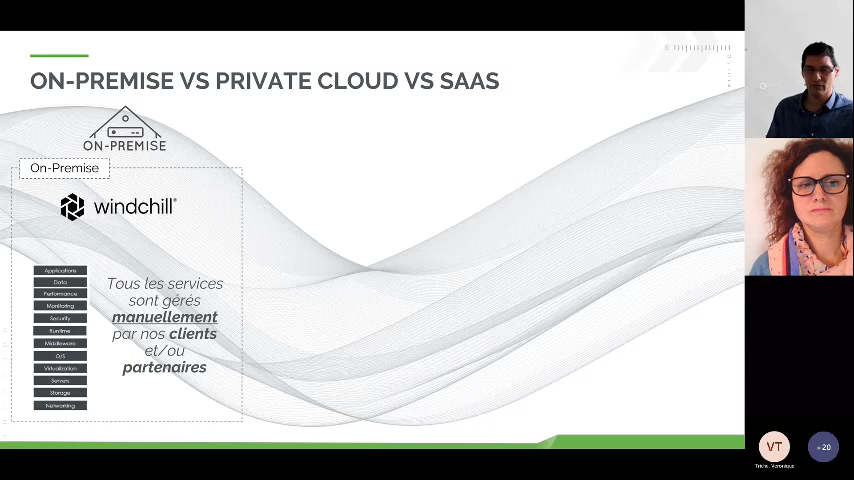 ON-PREMISE VS PRIVATE CLOUD VS SAAS
ON-PREMISE
On-Premise
windchill®
Applications
Data
Performance
Monitoring
Security
Runtime
Middleware
O/S
Virtualization
Servers
Storage
Networking
Tous les services
sont gérés
manuellement
par nos clients
et/ou
partenaires
VT
+20